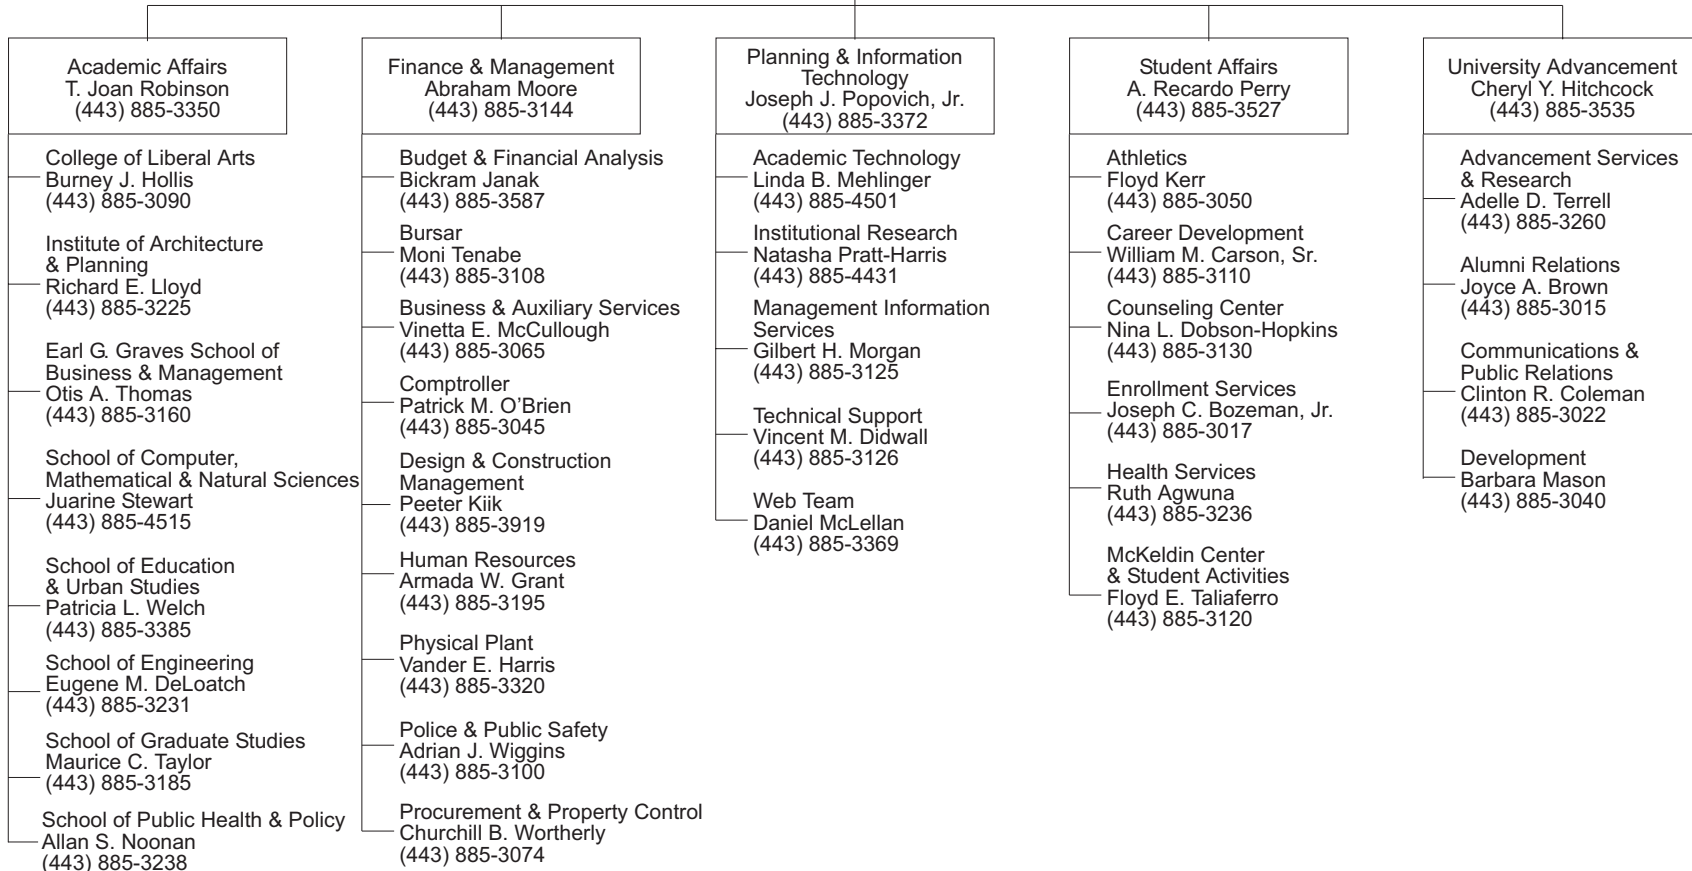 Academic Affairs
T. Joan Robinson
(443) 885-3350
College of Liberal Arts
Burney J. Hollis
(443) 885-3090
Institute of Architecture
& Planning
Richard E. Lloyd
(443) 885-3225
Earl G. Graves School of
Business & Management
Otis A. Thomas
(443) 885-3160
School of Computer,
Mathematical & Natural Sciences
Juarine Stewart
(443) 885-4515
School of Education
& Urban Studies
Patricia L. Welch
(443) 885-3385
School of Engineering
Eugene M. DeLoatch
(443) 885-3231
School of Graduate Studies
Maurice C. Taylor
(443) 885-3185
School of Public Health & Policy
Allan S. Noonan
(443) 885-3238
Finance & Management
Abraham Moore
(443) 885-3144
Budget & Financial Analysis
Bickram Janak
(443) 885-3587
Bursar
Moni Tenabe
(443) 885-3108
Business & Auxiliary Services
Vinetta E. McCullough
(443) 885-3065
Comptroller
Patrick M. O’Brien
(443) 885-3045
Design & Construction
Management
Peeter Kiik
(443) 885-3919
Human Resources
Armada W. Grant
(443) 885-3195
Physical Plant
Vander E. Harris
(443) 885-3320
Police & Public Safety
Adrian J. Wiggins
(443) 885-3100
Procurement & Property Control
Churchill B. Wortherly
(443) 885-3074
Planning & Information
Technology
Joseph J. Popovich, Jr.
(443) 885-3372
Academic Technology
Linda B. Mehlinger
(443) 885-4501
Institutional Research
Natasha Pratt-Harris
(443) 885-4431
Management Information
Services
Gilbert H. Morgan
(443) 885-3125
Technical Support
Vincent M. Didwall
(443) 885-3126
Web Team
Daniel McLellan
(443) 885-3369
Student Affairs
A. Recardo Perry
(443) 885-3527
Athletics
Floyd Kerr
(443) 885-3050
Career Development
William M. Carson, Sr.
(443) 885-3110
Counseling Center
Nina L. Dobson-Hopkins
(443) 885-3130
Enrollment Services
Joseph C. Bozeman, Jr.
(443) 885-3017
Health Services
Ruth Agwuna
(443) 885-3236
McKeldin Center
& Student Activities
Floyd E. Taliaferro
(443) 885-3120
University Advancement
Cheryl Y. Hitchcock
(443) 885-3535
Advancement Services
& Research
Adelle D. Terrell
(443) 885-3260
Alumni Relations
Joyce A. Brown
(443) 885-3015
Communications &
Public Relations
Clinton R. Coleman
(443) 885-3022
Development
Barbara Mason
(443) 885-3040